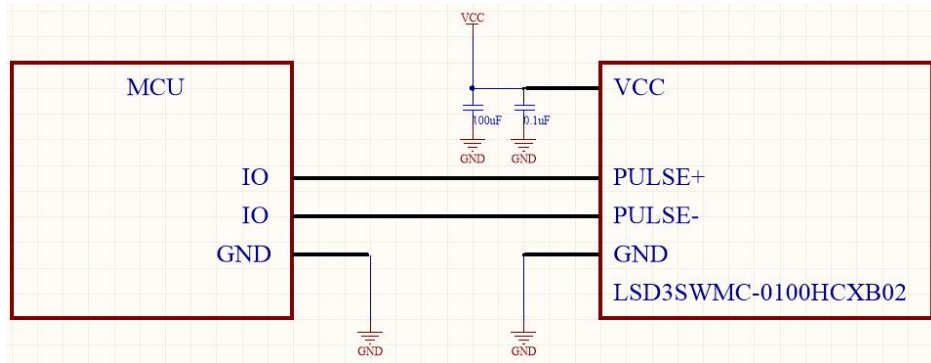 VCC
MCU
VCC
100uF
0.1uF
GND
GND
IO
PULSE+
IO
PULSE-
GND
GND
LSD3SWMC-0100HCXB02
GND
GND